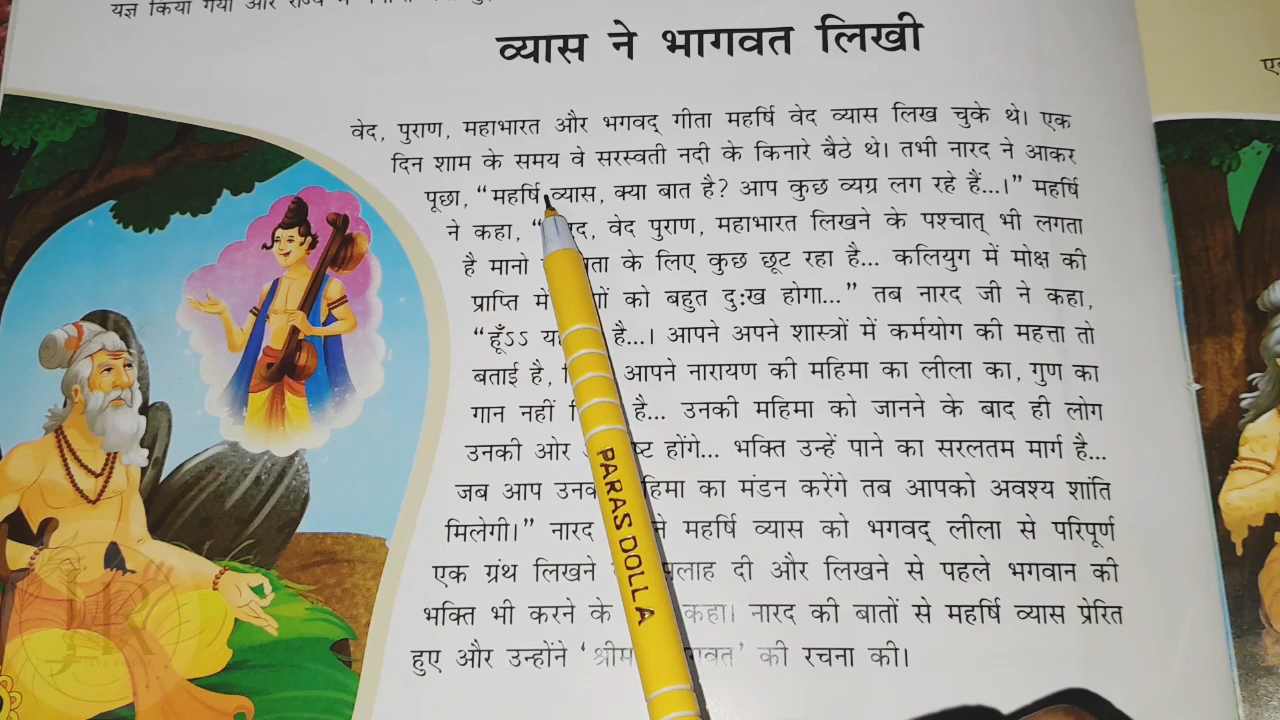 यज्ञ किया गया और राज्य में
व्यास ने भागवत लिखी
वेद, पुराण, महाभारत और भगवद् गीता महर्षि वेद व्यास लिख चुके थे। एक
दिन शाम के समय वे सरस्वती नदी के किनारे बैठे थे। तभी नारद ने आकर
पूछा, “महर्षि व्यास, क्या बात है? आप कुछ व्यग्र लग रहे हैं...।” महर्षि
ने कहा, “ वेद पुराण, महाभारत लिखने के पश्चात् भी लगता
है मानो के लिए कुछ छूट रहा है... कलियुग में मोक्ष की
प्राप्ति में को बहुत दुःख होगा...” तब नारद जी ने कहा,
“हूँऽऽ है...। आपने अपने शास्त्रों में कर्मयोग की महत्ता तो
बताई है, आपने नारायण की महिमा का लीला का, गुण का
गान नहीं है... उनकी महिमा को जानने के बाद ही लोग
उनकी ओर होंगे... भक्ति उन्हें पाने का सरलतम मार्ग है...
जब आप महिमा का मंडन करेंगे तब आपको अवश्य शांति
मिलेगी।” नारद ने महर्षि व्यास को भगवद् लीला से परिपूर्ण
एक ग्रंथ लिखने सलाह दी और लिखने से पहले भगवान की
भक्ति भी करने के कहा। नारद की बातों से महर्षि व्यास प्रेरित
हुए और उन्होंने ‘ ’ की रचना की।
PARAS DOLLA